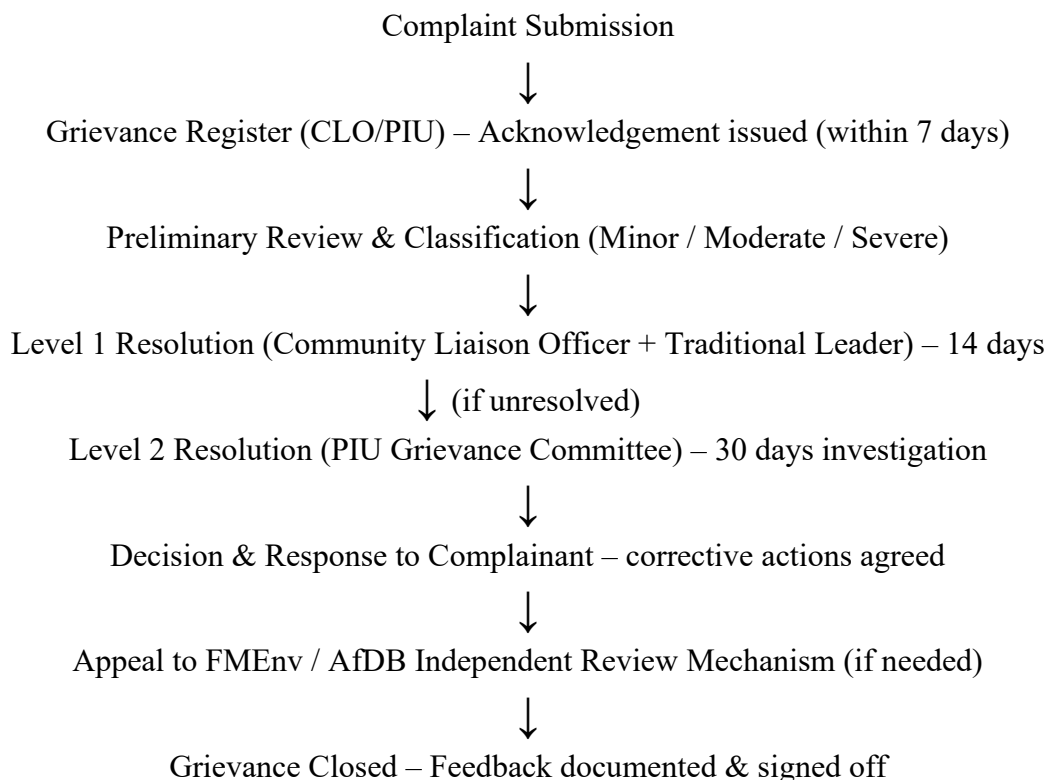 Complaint Submission
↓
Grievance Register (CLO/PIU) – Acknowledgement issued (within 7 days)
↓
Preliminary Review & Classification (Minor / Moderate / Severe)
↓
Level 1 Resolution (Community Liaison Officer + Traditional Leader) – 14 days
↓ (if unresolved)
Level 2 Resolution (PIU Grievance Committee) – 30 days investigation
↓
Decision & Response to Complainant – corrective actions agreed
↓
Appeal to FMEnv / AfDB Independent Review Mechanism (if needed)
↓
Grievance Closed – Feedback documented & signed off